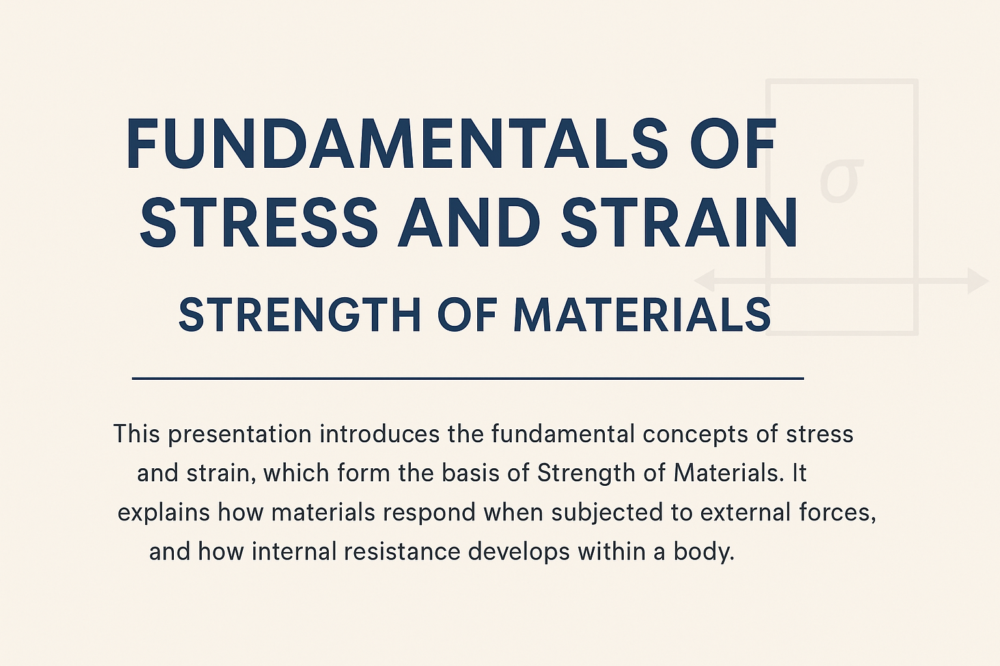 FUNDAMENTALS OF
STRESS AND STRAIN
σ
STRENGTH OF MATERIALS
This presentation introduces the fundamental concepts of stress
and strain, which form the basis of Strength of Materials. It
explains how materials respond when subjected to external forces,
and how internal resistance develops within a body.